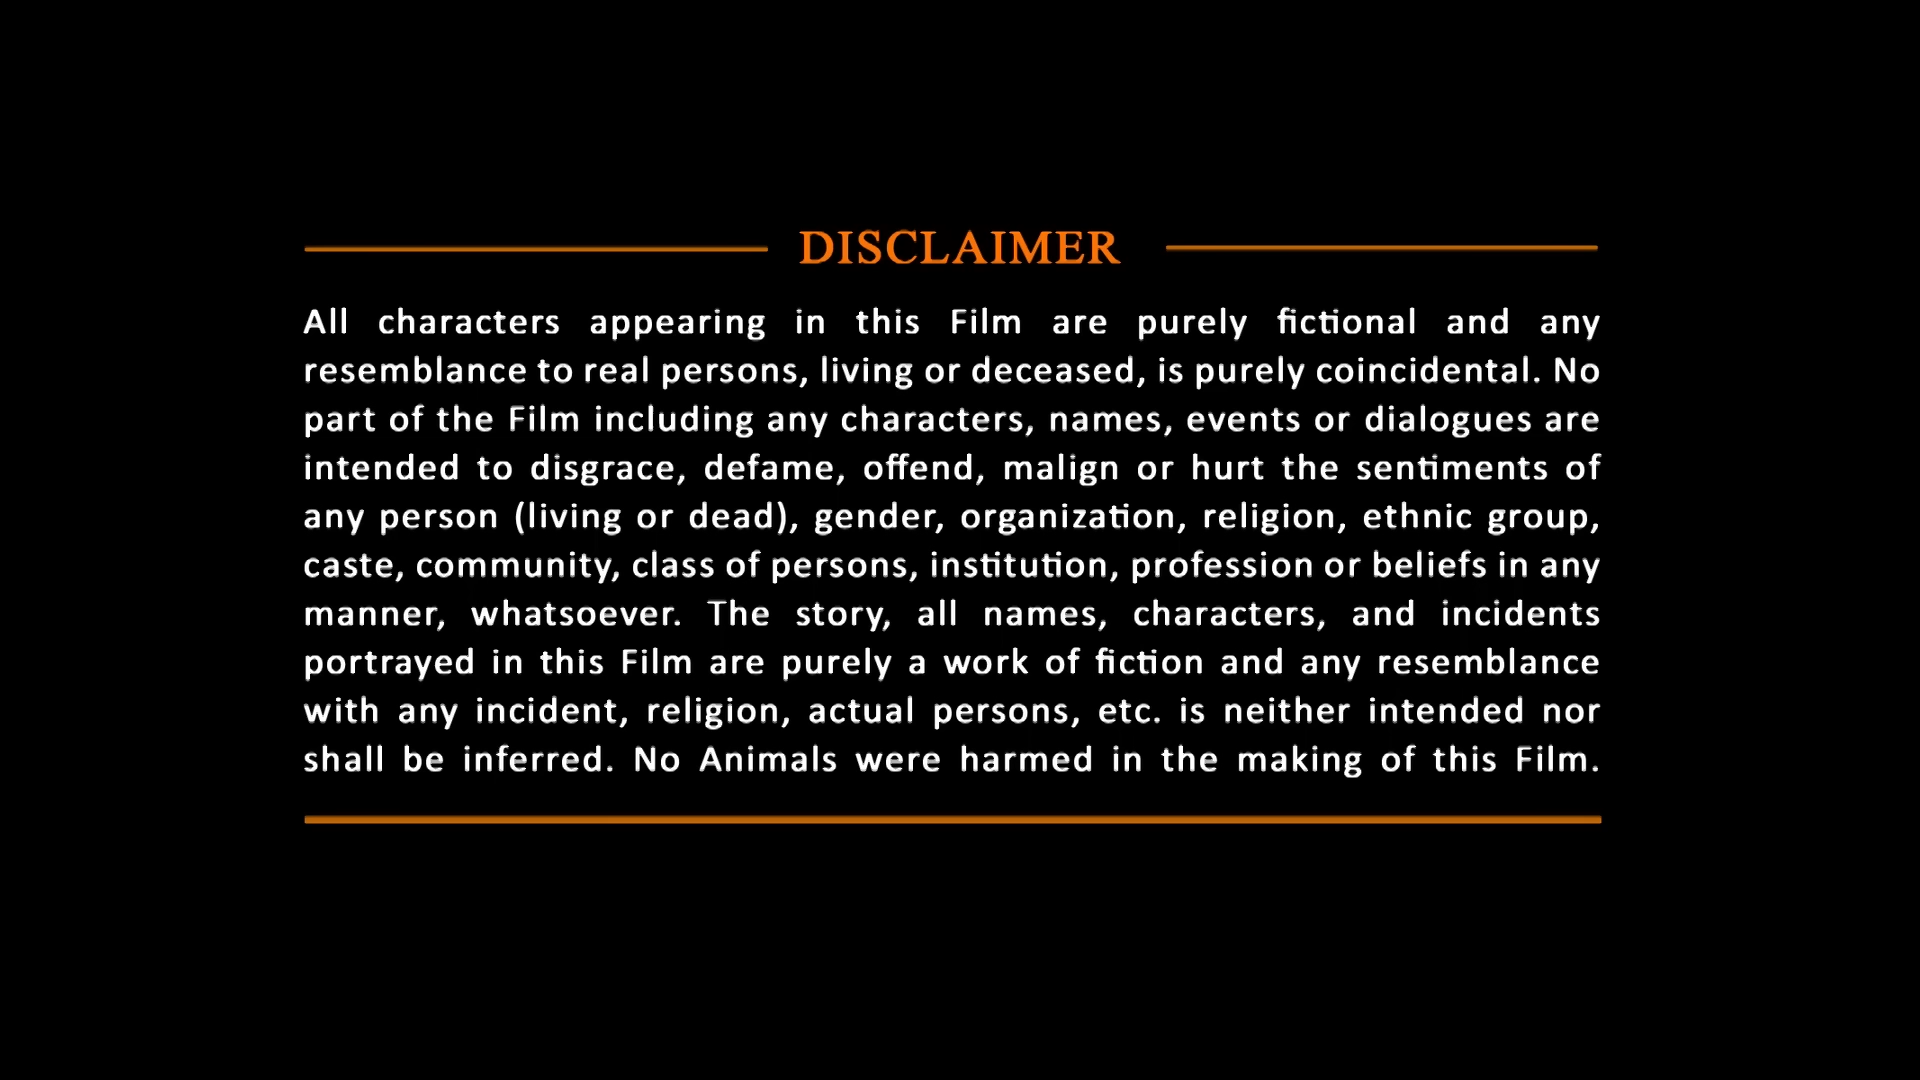 DISCLAIMER
All characters appearing in this Film are purely fictional and any
resemblance to real persons, living or deceased, is purely coincidental. No
part of the Film including any characters, names, events or dialogues are
intended to disgrace, defame, offend, malign or hurt the sentiments of
any person (living or dead), gender, organization, religion, ethnic group,
caste, community, class of persons, institution, profession or beliefs in any
manner, whatsoever. The story, all names, characters, and incidents
portrayed in this Film are purely a work of fiction and any resemblance
with any incident, religion, actual persons, etc. is neither intended nor
shall be inferred. No Animals were harmed in the making of this Film.